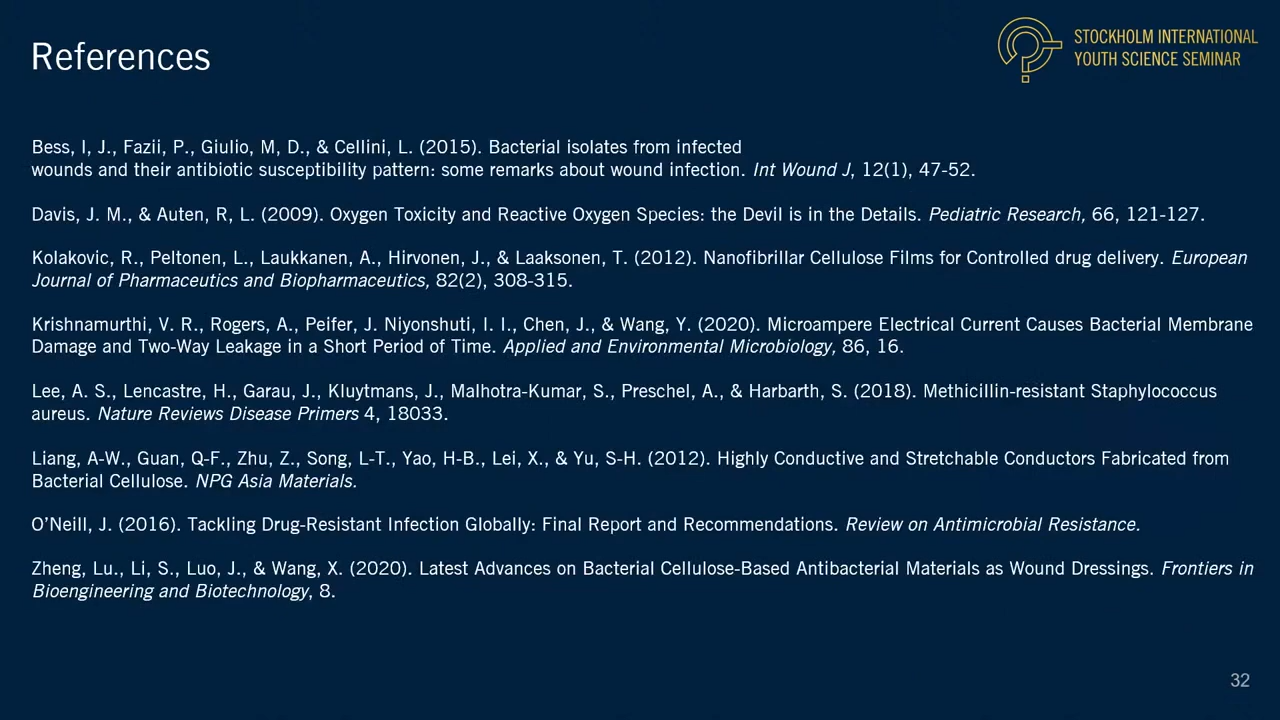 References
STOCKHOLM INTERNATIONAL
YOUTH SCIENCE SEMINAR
Bess, I, J., Fazii, P., Giulio, M, D., & Cellini, L. (2015). Bacterial isolates from infected
wounds and their antibiotic susceptibility pattern: some remarks about wound infection. Int Wound J, 12(1), 47-52.
Davis, J. M., & Auten, R, L. (2009). Oxygen Toxicity and Reactive Oxygen Species: the Devil is in the Details. Pediatric Research, 66, 121-127.
Kolakovic, R., Peltonen, L., Laukkanen, A., Hirvonen, J., & Laaksonen, T. (2012). Nanofibrillar Cellulose Films for Controlled drug delivery. European
Journal of Pharmaceutics and Biopharmaceutics, 82(2), 308-315.
Krishnamurthi, V. R., Rogers, A., Peifer, J. Niyonshuti, I. I., Chen, J., & Wang, Y. (2020). Microampere Electrical Current Causes Bacterial Membrane
Damage and Two-Way Leakage in a Short Period of Time. Applied and Environmental Microbiology, 86, 16.
Lee, A. S., Lencastre, H., Garau, J., Kluytmans, J., Malhotra-Kumar, S., Preschel, A., & Harbarth, S. (2018). Methicillin-resistant Staphylococcus
aureus. Nature Reviews Disease Primers 4, 18033.
Liang, A-W., Guan, Q-F., Zhu, Z., Song, L-T., Yao, H-B., Lei, X., & Yu, S-H. (2012). Highly Conductive and Stretchable Conductors Fabricated from
Bacterial Cellulose. NPG Asia Materials.
O’Neill, J. (2016). Tackling Drug-Resistant Infection Globally: Final Report and Recommendations. Review on Antimicrobial Resistance.
Zheng, Lu., Li, S., Luo, J., & Wang, X. (2020). Latest Advances on Bacterial Cellulose-Based Antibacterial Materials as Wound Dressings. Frontiers in
Bioengineering and Biotechnology, 8.
32